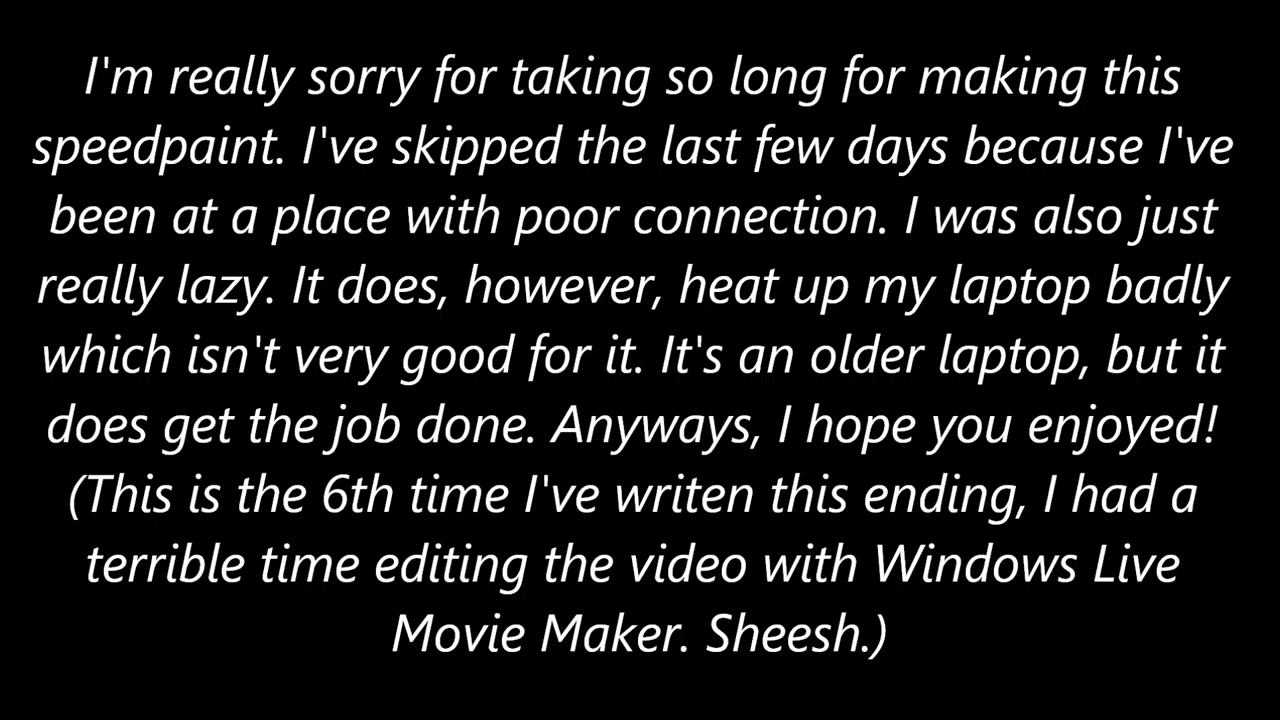 I'm really sorry for taking so long for making this
speedpaint. I've skipped the last few days because I've
been at a place with poor connection. I was also just
really lazy. It does, however, heat up my laptop badly
which isn't very good for it. It's an older laptop, but it
does get the job done. Anyways, I hope you enjoyed!
(This is the 6th time I've writen this ending, I had a
terrible time editing the video with Windows Live
Movie Maker. Sheesh.)